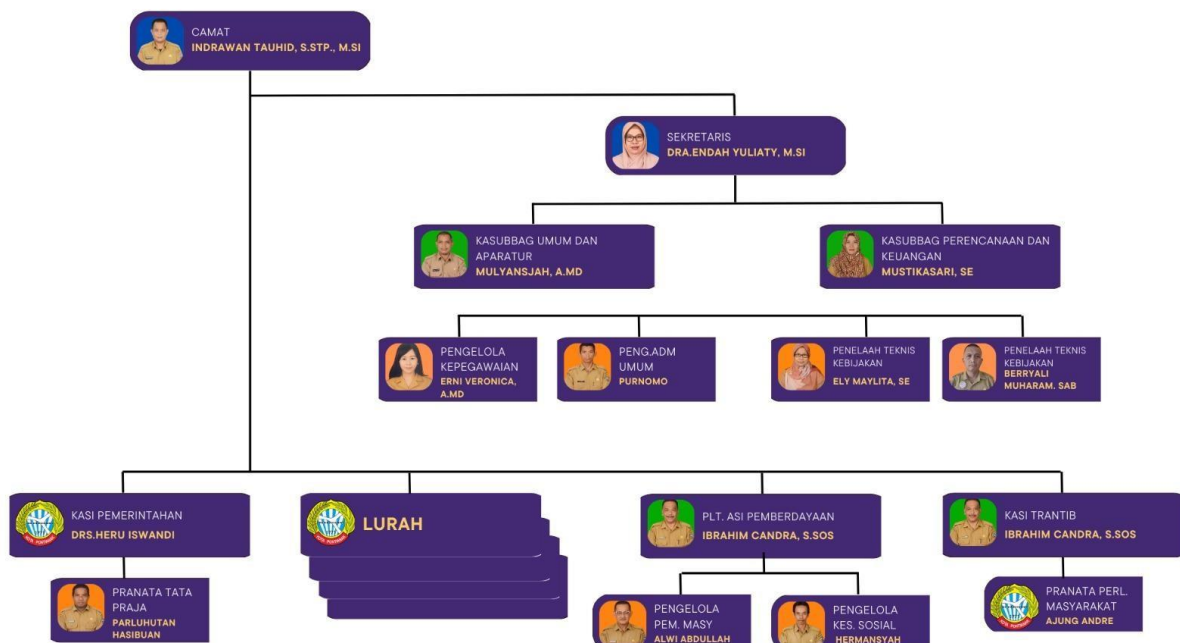 CAMAT
INDRAWAN TAUHID, S.STP., M.SI
SEKRETARIS
DRA.ENDAH YULIATY, M.SI
KASUBBAG UMUM DAN
APARATUR
MULYANSJAH, A.MD
KASUBBAG PERENCANAAN DAN
KEUANGAN
MUSTIKASARI, SE
PENGELOLA
KEPEGAWAIAN
ERNI VERONICA,
A.MD
PENG.ADM
UMUM
PURNOMO
PENELAAH TEKNIS
KEBIJAKAN
ELY MAYLITA, SE
PENELAAH TEKNIS
KEBIJAKAN
BERRYALI
MUHARAM. SAB
KASI PEMERINTAHAN
DRS.HERU ISWANDI
LURAH
PLT. ASI PEMBERDAYAAN
IBRAHIM CANDRA, S.SOS
KASI TRANTIB
IBRAHIM CANDRA, S.SOS
PRANATA TATA
PRAJA
PARLUHUTAN
HASIBUAN
PENGELOLA
PEM. MASY
ALWI ABDULLAH
PENGELOLA
KES. SOSIAL
HERMANSYAH
PRANATA PERL.
MASYARAKAT
AJUNG ANDRE